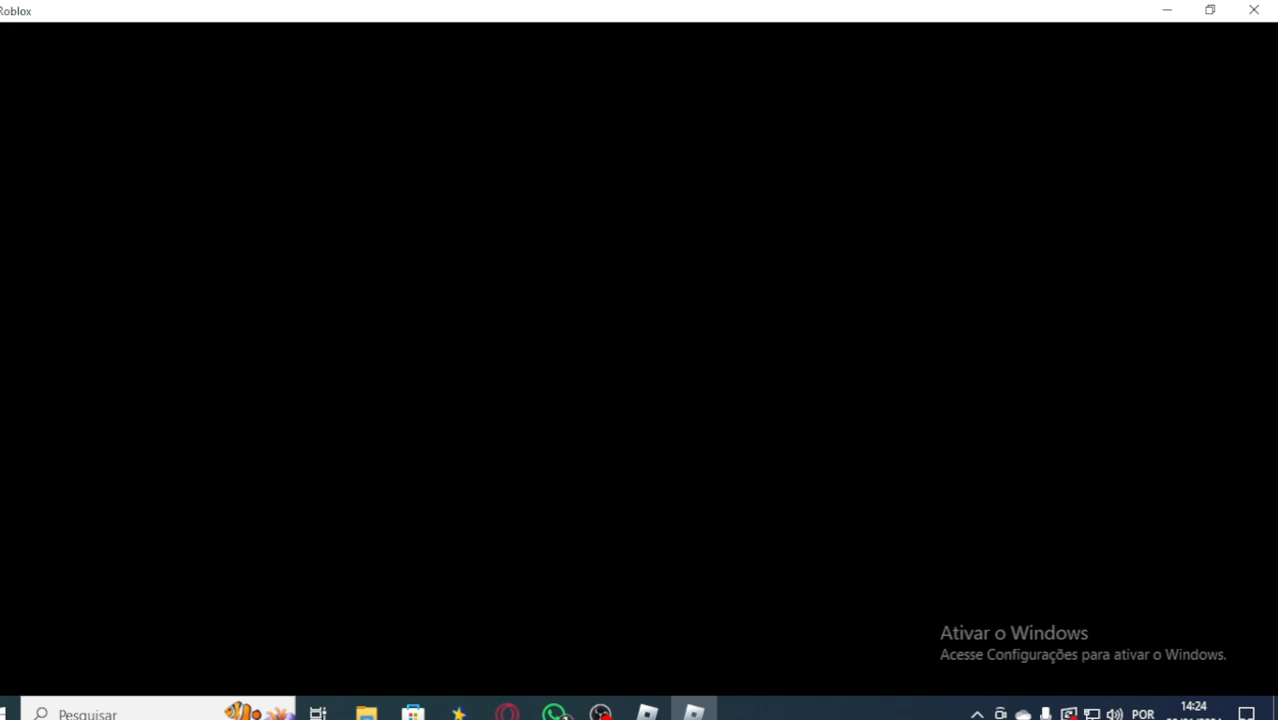 Roblox
Ativar o Windows
Acesse Configurações para ativar o Windows.
Pesquisar
POR
14:24